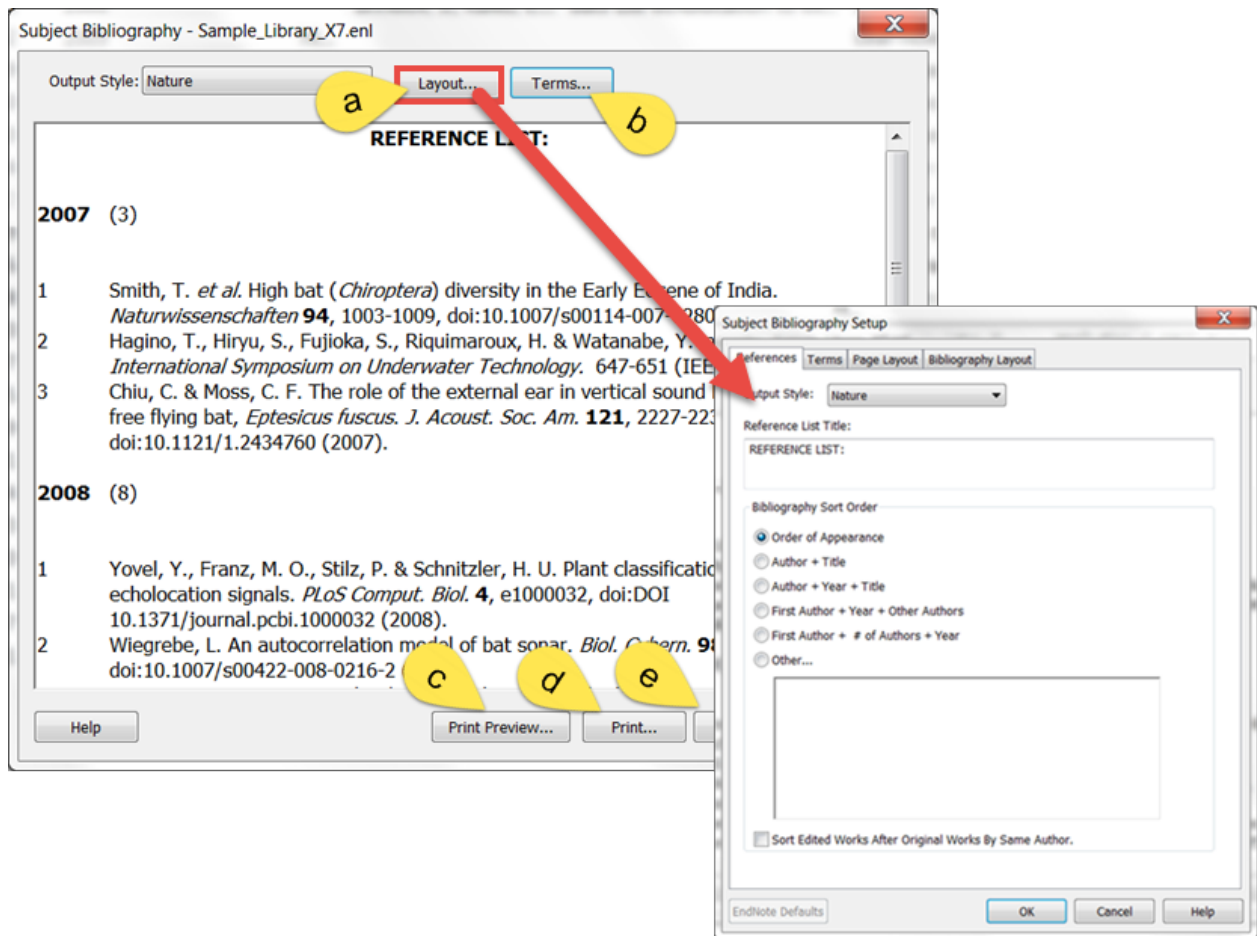 Subject Bibliography - Sample_Library_X7.enl
Output Style: Nature
Layout...
Terms...
a
b
REFERENCE LIST:
2007 (3)
1 Smith, T. et al. High bat (Chiroptera) diversity in the Early Eocene of India.
Naturwissenschaften 94, 1003-1009, doi:10.1007/s00114-007-
2 Hagino, T., Hiryu, S., Fujioka, S., Riquimaroux, H. & Watanabe, Y.
International Symposium on Underwater Technology. 647-651 (IEE
3 Chiu, C. & Moss, C. F. The role of the external ear in vertical sound
free flying bat, Eptesicus fuscus. J. Acoust. Soc. Am. 121, 2227-223
doi:10.1121/1.2434760 (2007).
2008 (8)
1 Yovel, Y., Franz, M. O., Stilz, P. & Schnitzler, H. U. Plant classificatio
echolocation signals. PLoS Comput. Biol. 4, e1000032, doi:DOI
10.1371/journal.pcbi.1000032 (2008).
2 Wiegrebe, L. An autocorrelation model of bat sonar. Biol. Cybern. 98
doi:10.1007/s00422-008-0216-2
c
d
e
Help
Print Preview...
Print...
Subject Bibliography Setup
References
Terms
Page Layout
Bibliography Layout
Output Style: Nature
Reference List Title:
REFERENCE LIST:
Bibliography Sort Order
Order of Appearance
Author + Title
Author + Year + Title
First Author + Year + Other Authors
First Author + # of Authors + Year
Other...
Sort Edited Works After Original Works By Same Author.
EndNote Defaults
OK
Cancel
Help